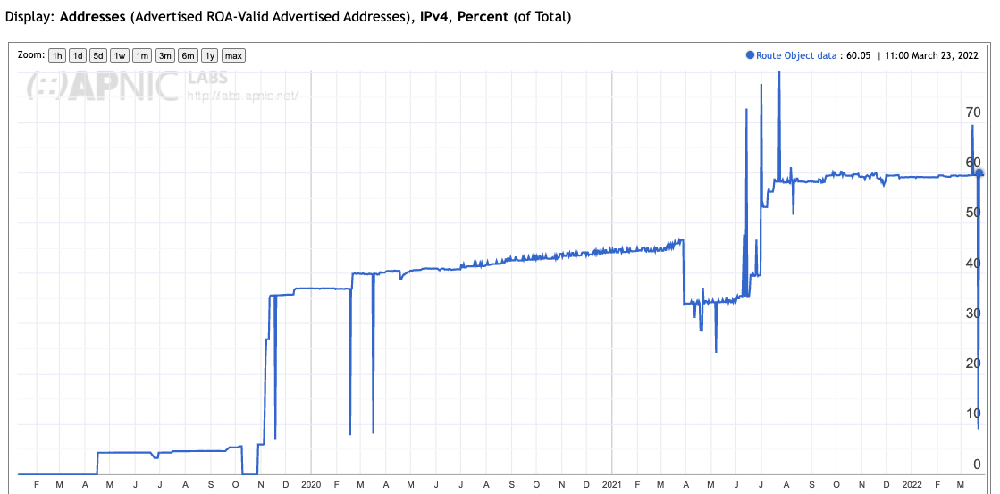 Display: Addresses (Advertised ROA-Valid Advertised Addresses), IPv4, Percent (of Total)
Zoom: 1h 1d 5d 1w 1m 3m 6m 1y max
Route Object data : 60.05 | 11:00 March 23, 2022
(::)APNIC LABS
http://labs.apnic.net/
70
60
50
40
30
20
10
0
F M A M J J A S O N D 2020 F M A M J J A S O N D 2021 F M A M J J A S O N D 2022 F M